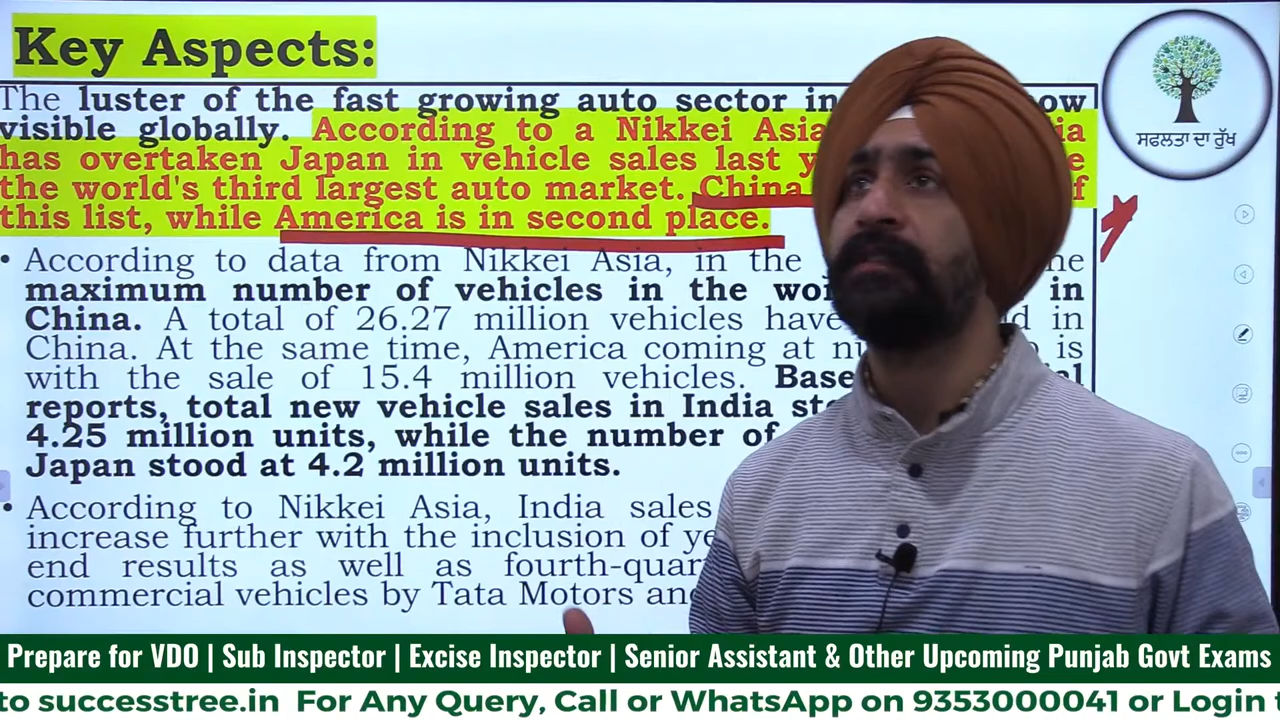 Key Aspects:
The luster of the fast growing auto sector in
visible globally. According to a Nikkei Asia
has overtaken Japan in vehicle sales last
the world's third largest auto market. China
this list, while America is in second place.
• According to data from Nikkei Asia, in the
maximum number of vehicles in the in
China. A total of 26.27 million vehicles have in
China. At the same time, America coming at is
with the sale of 15.4 million vehicles.
reports, total new vehicle sales in India
4.25 million units, while the number of
Japan stood at 4.2 million units.
• According to Nikkei Asia, India sales
increase further with the inclusion of
end results as well as
commercial vehicles by Tata Motors
ਸਫਲਤਾ ਦਾ ਰੁੱਖ
Prepare for VDO | Sub Inspector | Excise Inspector | Senior Assistant & Other Upcoming Punjab Govt Exams
to successtree.in For Any Query, Call or WhatsApp on 9353000041 or Login